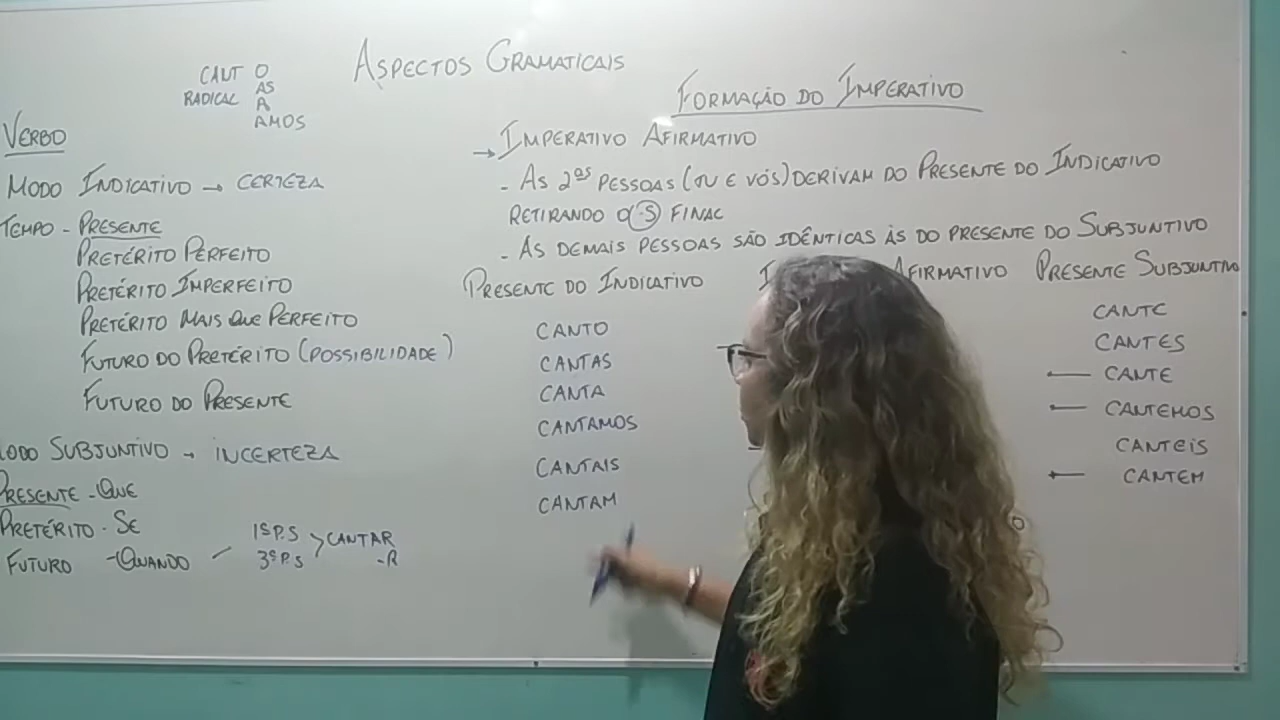 ASPECTOS GRAMATICAIS
CANT O
RADICAL AS
A
AMOS
VERBO
MODO INDICATIVO → CERTEZA
TEMPO - PRESENTE
PRETÉRITO PERFEITO
PRETÉRITO IMPERFEITO
PRETÉRITO MAIS QUE PERFEITO
FUTURO DO PRETÉRITO (POSSIBILIDADE)
FUTURO DO PRESENTE
ODO SUBJUNTIVO → INCERTEZA
PRESENTE - QUE
PRETÉRITO - SE
FUTURO - QUANDO
1ª P.S
3ª P.S
CANTAR
-R
FORMAÇÃO DO IMPERATIVO
→ IMPERATIVO AFIRMATIVO
- AS 2ªS PESSOAS (TU E VÓS) DERIVAM DO PRESENTE DO INDICATIVO
RETIRANDO O -S FINAL
- AS DEMAIS PESSOAS SÃO IDÊNTICAS ÀS DO PRESENTE DO SUBJUNTIVO
PRESENTE DO INDICATIVO
CANTO
CANTAS
CANTA
CANTAMOS
CANTAIS
CANTAM
AFIRMATIVO
PRESENTE SUBJUNTIVO
CANTE
CANTES
← CANTE
← CANTEMOS
CANTEIS
← CANTEM